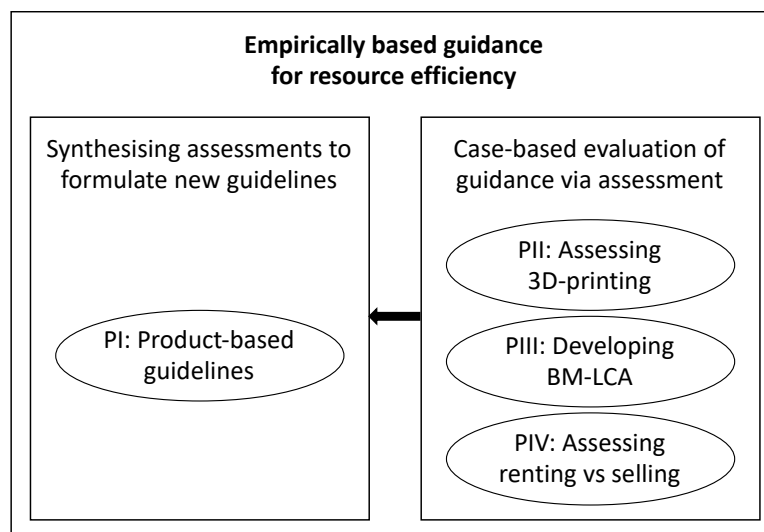 Empirically based guidance
for resource efficiency
Synthesising assessments to
formulate new guidelines
PI: Product-based
guidelines
Case-based evaluation of
guidance via assessment
PII: Assessing
3D-printing
PIII: Developing
BM-LCA
PIV: Assessing
renting vs selling